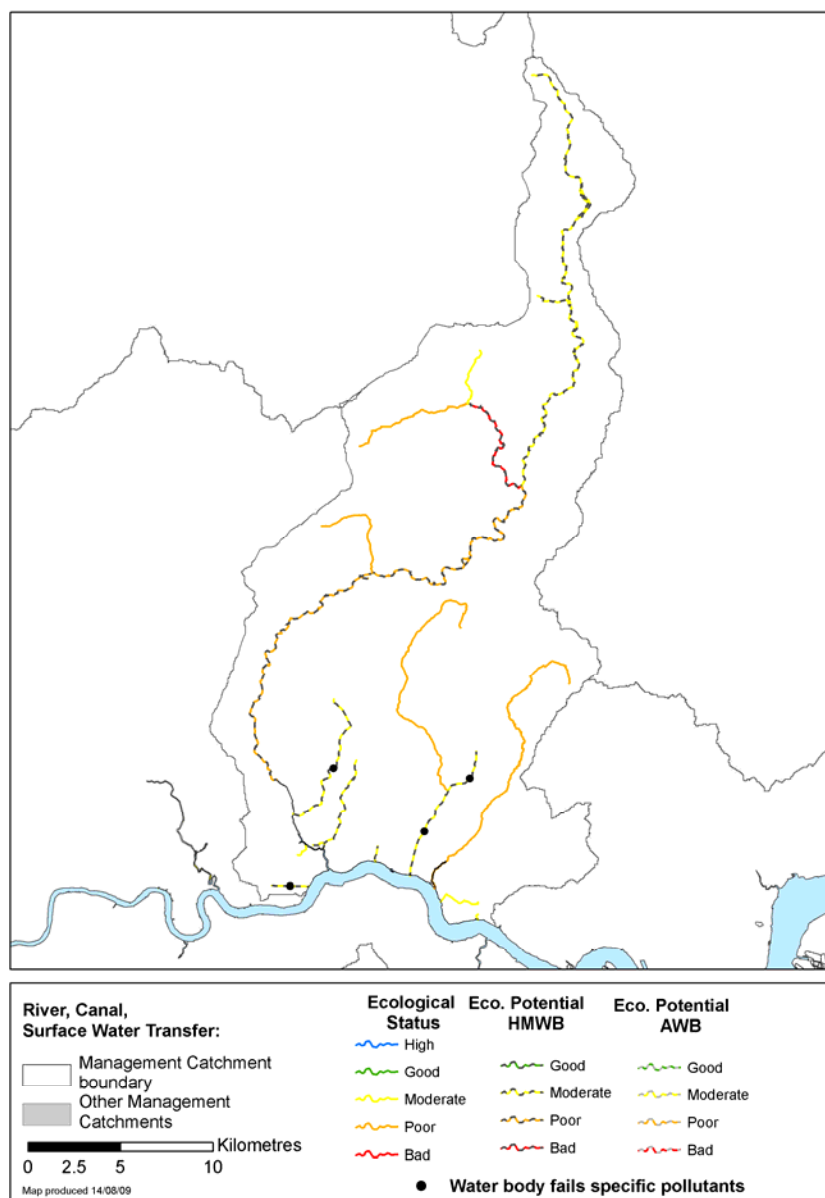 River, Canal,
Surface Water Transfer:
Management Catchment
boundary
Other Management
Catchments
Kilometres
0 2.5 5 10
Map produced 14/08/09
Ecological
Status
High
Good
Moderate
Poor
Bad
Eco. Potential
HMWB
Good
Moderate
Poor
Bad
Eco. Potential
AWB
Good
Moderate
Poor
Bad
Water body fails specific pollutants